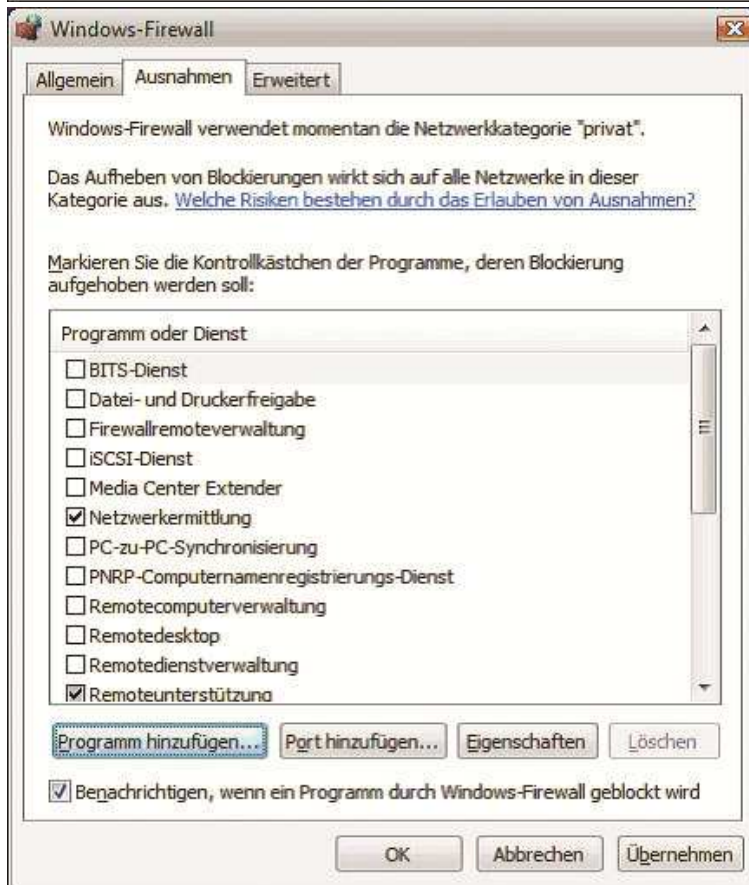 Windows-Firewall
Allgemein Ausnahmen Erweitert
Windows-Firewall verwendet momentan die Netzwerkkategorie "privat".
Das Aufheben von Blockierungen wirkt sich auf alle Netzwerke in dieser
Kategorie aus. Welche Risiken bestehen durch das Erlauben von Ausnahmen?
Markieren Sie die Kontrollkästchen der Programme, deren Blockierung
aufgehoben werden soll:
Programm oder Dienst
BITS-Dienst
Datei- und Druckerfreigabe
Firewallremoteverwaltung
iSCSI-Dienst
Media Center Extender
Netzwerkermittlung
PC-zu-PC-Synchronisierung
PNRP-Computernamenregistrierungs-Dienst
Remotecomputerverwaltung
Remotedesktop
Remotedienstverwaltung
Remoteunterstützung
Programm hinzufügen... Port hinzufügen... Eigenschaften Löschen
Benachrichtigen, wenn ein Programm durch Windows-Firewall geblockt wird
OK Abbrechen Übernehmen